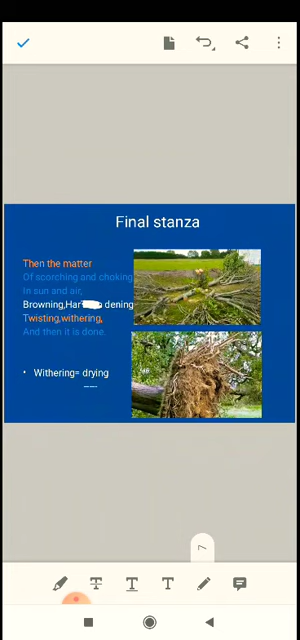 Final stanza
Then the matter
Of scorching and choking
In sun and air,
Browning,Har dening
Twisting,withering,
And then it is done.
• Withering= drying
7